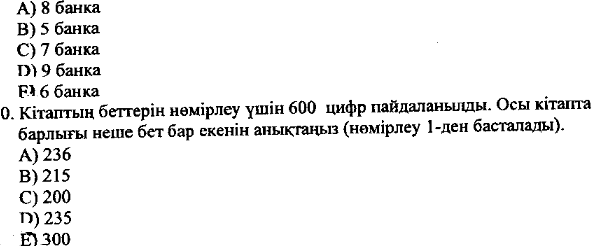 A) 8 банка
B) 5 банка
C) 7 банка
D) 9 банка
E) 6 банка
0. Кітаптың беттерін нөмірлеу үшін 600 цифр пайдаланылды. Осы кітапта
барлығы неше бет бар екенін анықтаңыз (нөмірлеу 1-ден басталады).
A) 236
B) 215
C) 200
D) 235
E) 300